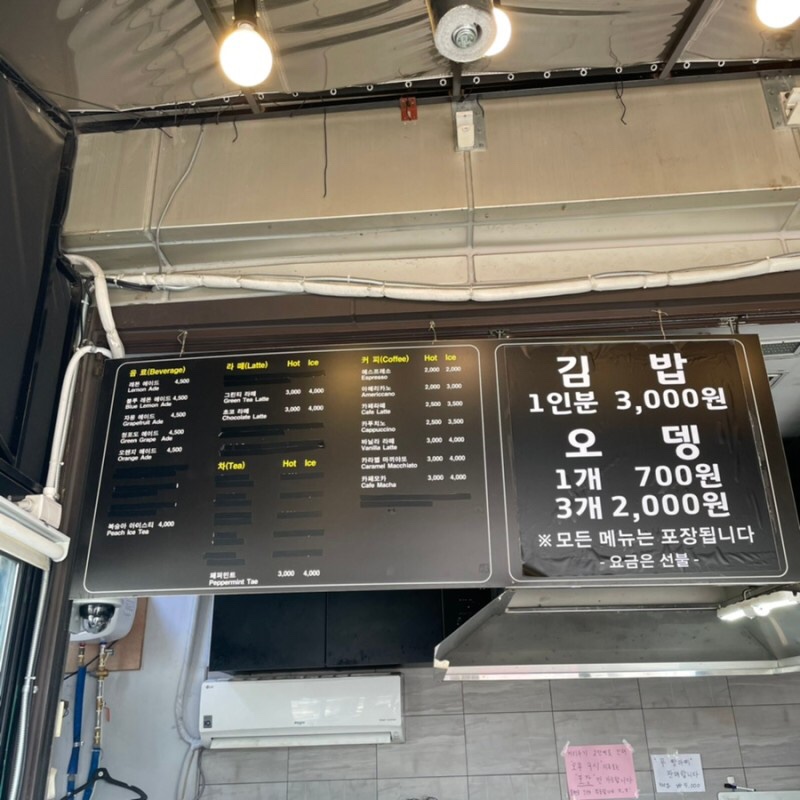 음 료(Beverage)
레몬 에이드 4,500
Lemon Ade
블루 레몬 에이드 4,500
Blue Lemon Ade
자몽 에이드 4,500
Grapefruit Ade
청포도 에이드 4,500
Green Grape Ade
오렌지 에이드 4,500
Orange Ade
복숭아 아이스티 4,000
Peach Ice Tea
라 떼(Latte) Hot Ice
그린티 라떼 3,000 4,000
Green Tea Latte
초코 라떼 3,000 4,000
Chocolate Latte
차(Tea) Hot Ice
페퍼민트 3,000 4,000
Peppermint Tae
커 피(Coffee) Hot Ice
에스트레소 2,000 2,000
Espresso
아메리카노 2,000 3,000
Americcano
카페라떼 2,500 3,500
Cafe Latte
카푸치노 2,500 3,500
Cappuccino
바닐라 라떼 3,000 4,000
Vanilla Latte
카라멜 마끼아또 3,000 4,000
Caramel Macchiato
카페모카 3,000 4,000
Cafe Macha
김 밥
1인분 3,000원
오 뎅
1개 700원
3개 2,000원
※ 모든 메뉴는 포장됩니다
- 요금은 선불 -
LG